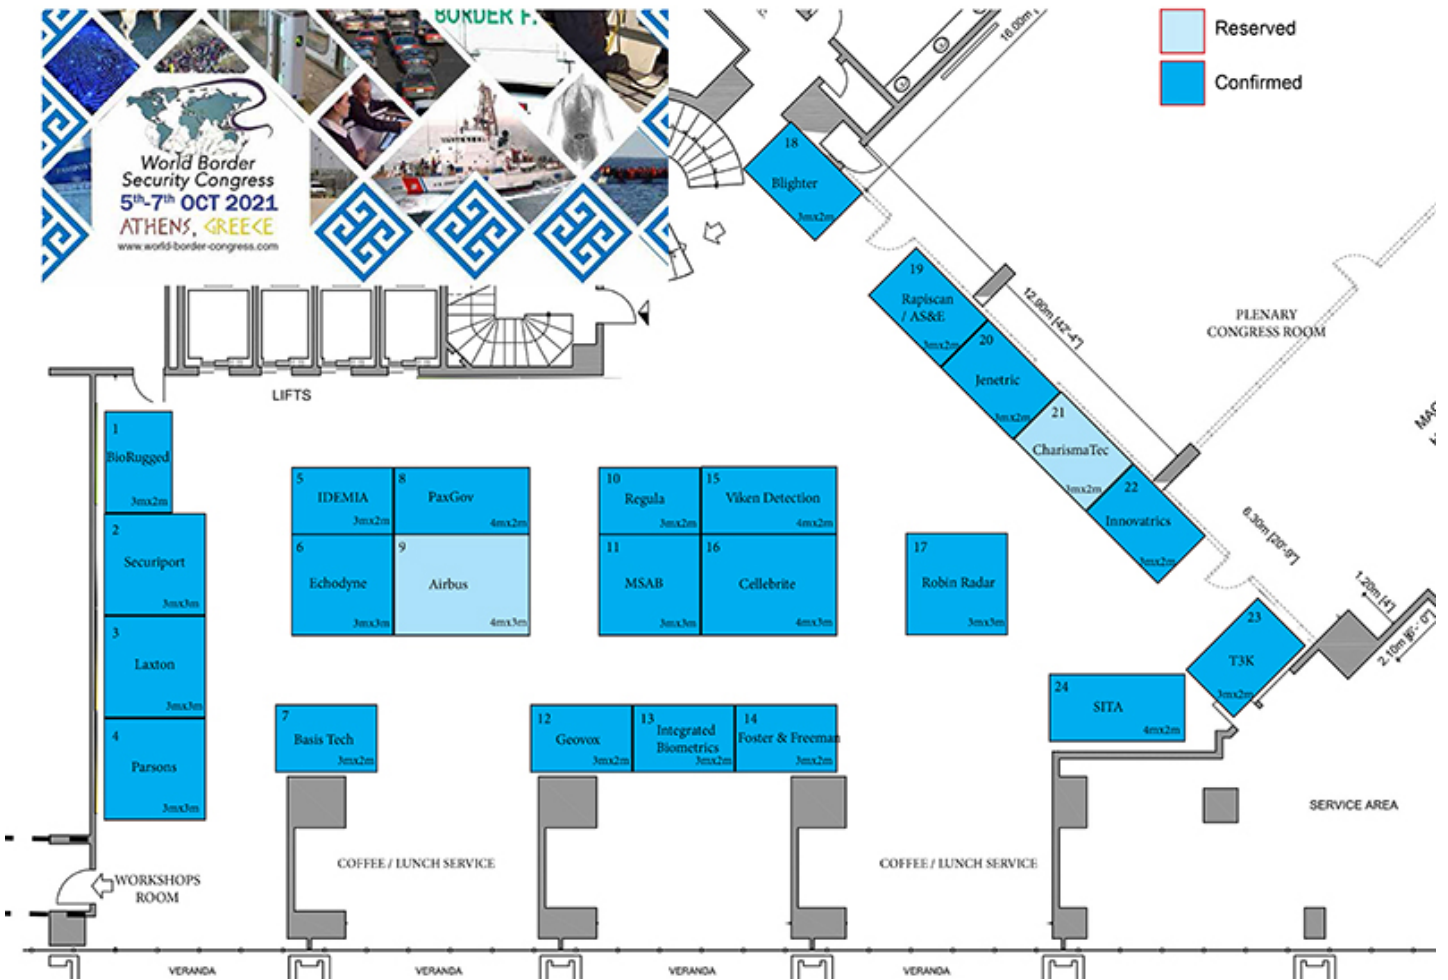 BORDER F.
World Border
Security Congress
5th-7th OCT 2021
ATHENS, GREECE
www.world-border-congress.com
Reserved
Confirmed
16.00m
18
Blighter
3mx2m
19
Rapiscan
/ AS&E
3mx2m
20
Jenetric
3mx2m
21
CharismaTec
3mx2m
22
Innovatrics
3mx2m
12.90m [42'-4"]
PLENARY
CONGRESS ROOM
6.30m [20'-9"]
1.20m [4']
2.10m [6'- 0"]
LIFTS
1
BioRugged
3mx2m
2
Securiport
3mx3m
3
Laxton
3mx3m
4
Parsons
3mx3m
5
IDEMIA
3mx2m
8
PaxGov
4mx2m
6
Echodyne
3mx3m
9
Airbus
4mx3m
10
Regula
3mx2m
15
Viken Detection
4mx2m
11
MSAB
3mx3m
16
Cellebrite
4mx3m
17
Robin Radar
3mx3m
23
T3K
3mx2m
24
SITA
4mx2m
7
Basis Tech
3mx2m
12
Geovox
3mx2m
13
Integrated
Biometrics
3mx2m
14
Foster & Freeman
3mx2m
SERVICE AREA
COFFEE / LUNCH SERVICE
COFFEE / LUNCH SERVICE
WORKSHOPS
ROOM
VERANDA
VERANDA
VERANDA
VERANDA